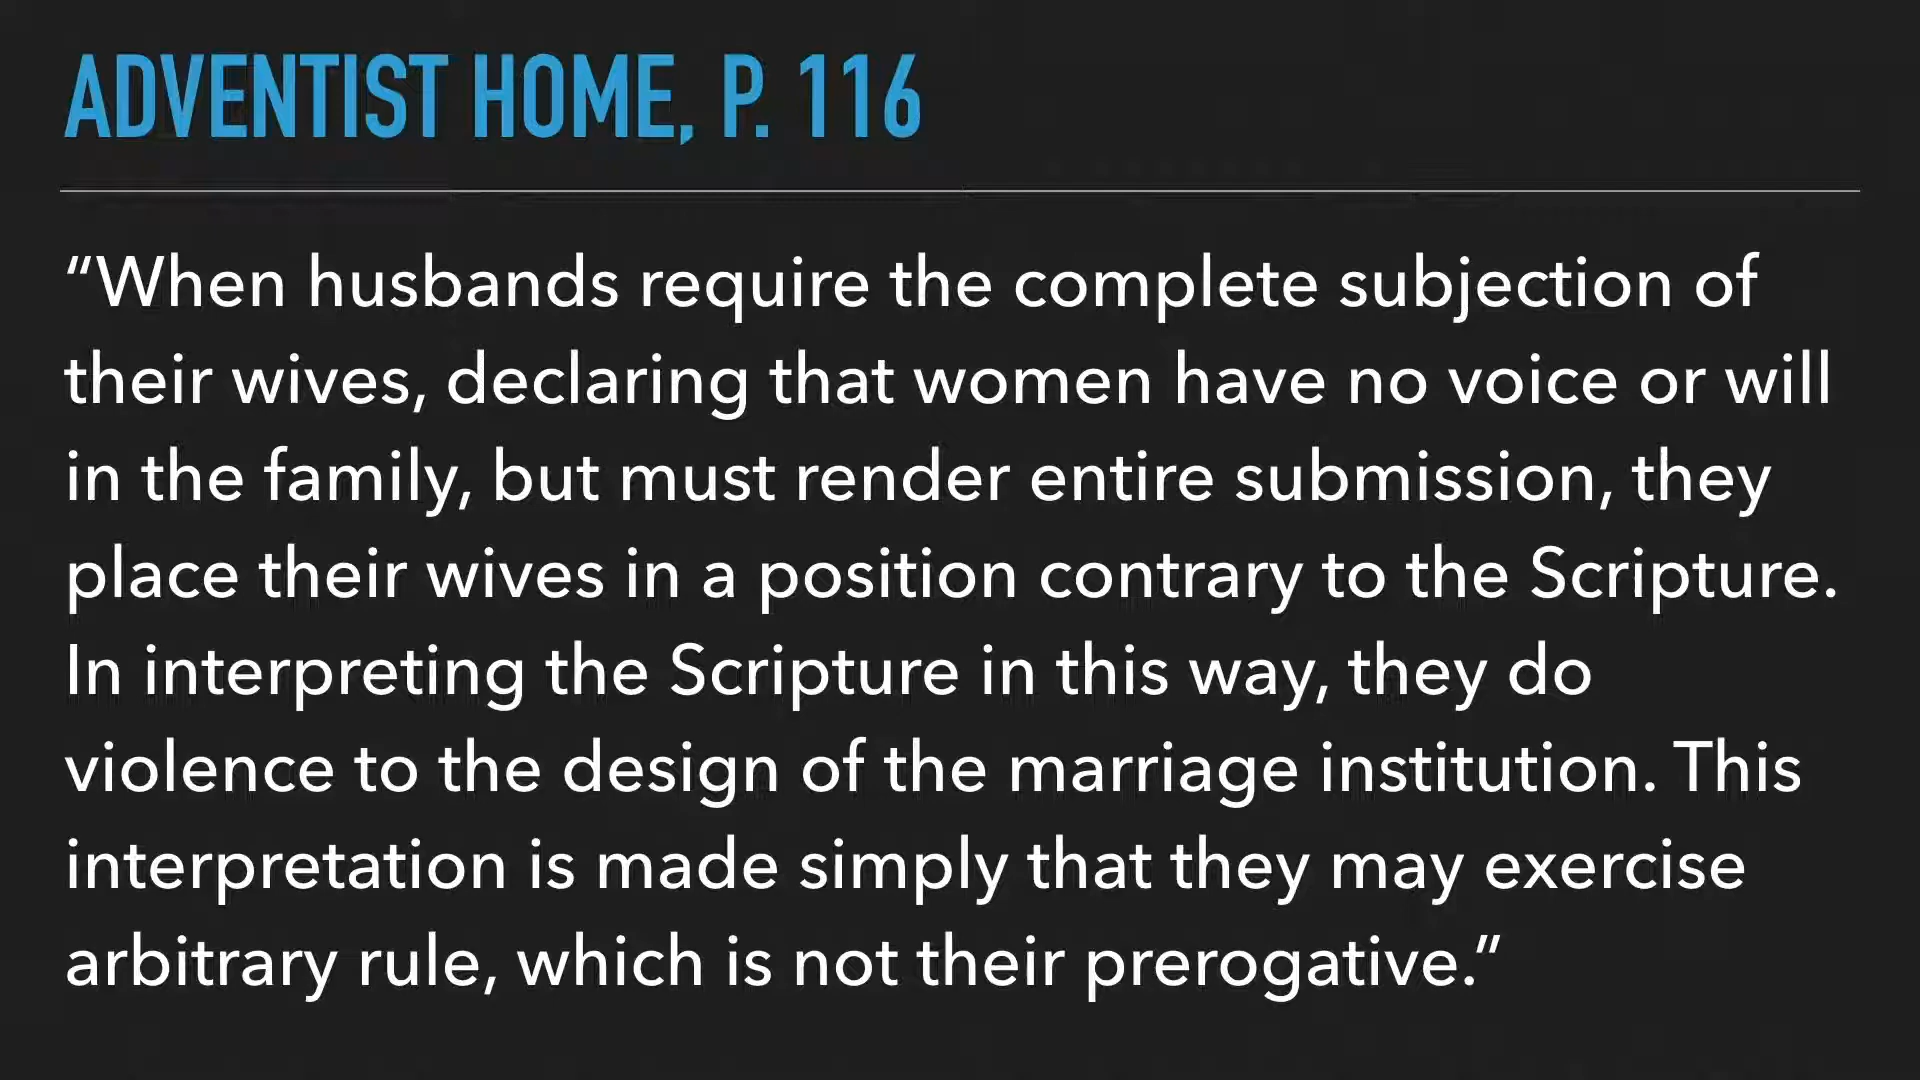 ADVENTIST HOME, P. 116
“When husbands require the complete subjection of
their wives, declaring that women have no voice or will
in the family, but must render entire submission, they
place their wives in a position contrary to the Scripture.
In interpreting the Scripture in this way, they do
violence to the design of the marriage institution. This
interpretation is made simply that they may exercise
arbitrary rule, which is not their prerogative.”